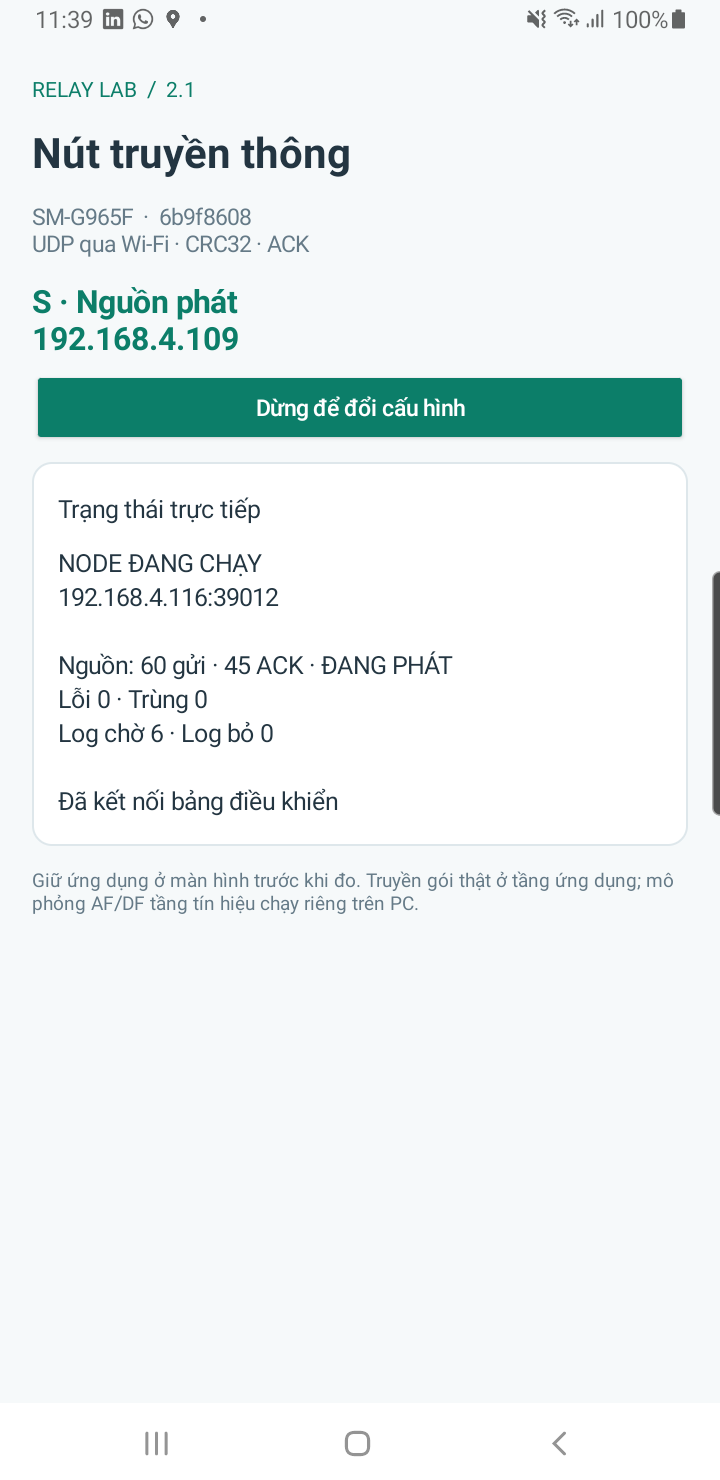 11:39
100%
RELAY LAB / 2.1
Nút truyền thông
SM-G965F · 6b9f8608
UDP qua Wi-Fi · CRC32 · ACK
S · Nguồn phát
192.168.4.109
Dừng để đổi cấu hình
Trạng thái trực tiếp
NODE ĐANG CHẠY
192.168.4.116:39012
Nguồn: 60 gửi · 45 ACK · ĐANG PHÁT
Lỗi 0 · Trùng 0
Log chờ 6 · Log bỏ 0
Đã kết nối bảng điều khiển
Giữ ứng dụng ở màn hình trước khi đo. Truyền gói thật ở tầng ứng dụng; mô
phỏng AF/DF tầng tín hiệu chạy riêng trên PC.